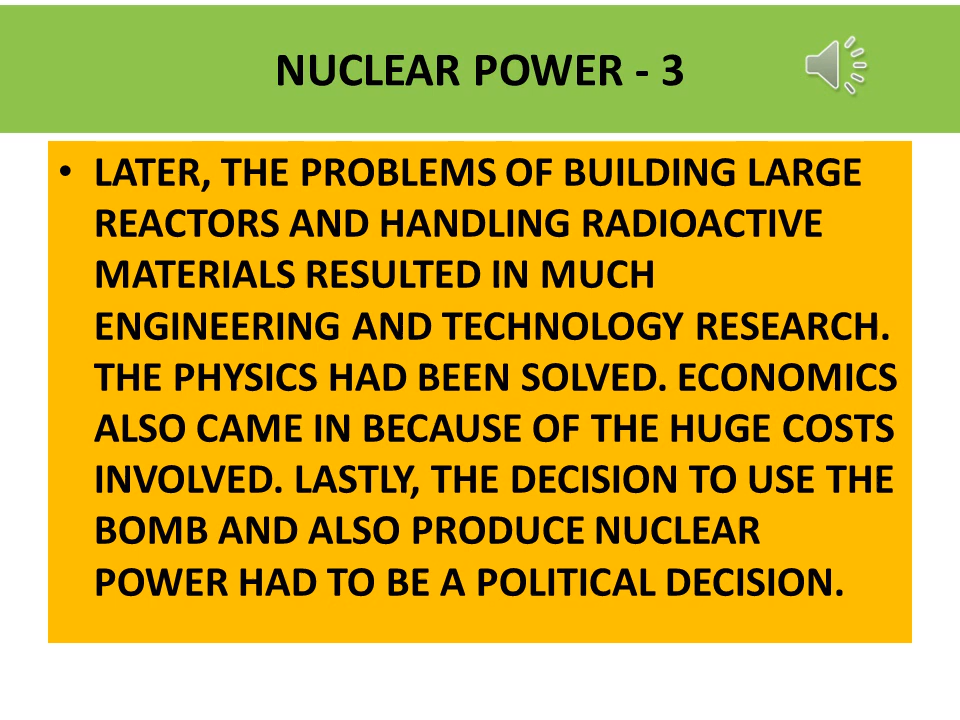 NUCLEAR POWER - 3
• LATER, THE PROBLEMS OF BUILDING LARGE
REACTORS AND HANDLING RADIOACTIVE
MATERIALS RESULTED IN MUCH
ENGINEERING AND TECHNOLOGY RESEARCH.
THE PHYSICS HAD BEEN SOLVED. ECONOMICS
ALSO CAME IN BECAUSE OF THE HUGE COSTS
INVOLVED. LASTLY, THE DECISION TO USE THE
BOMB AND ALSO PRODUCE NUCLEAR
POWER HAD TO BE A POLITICAL DECISION.